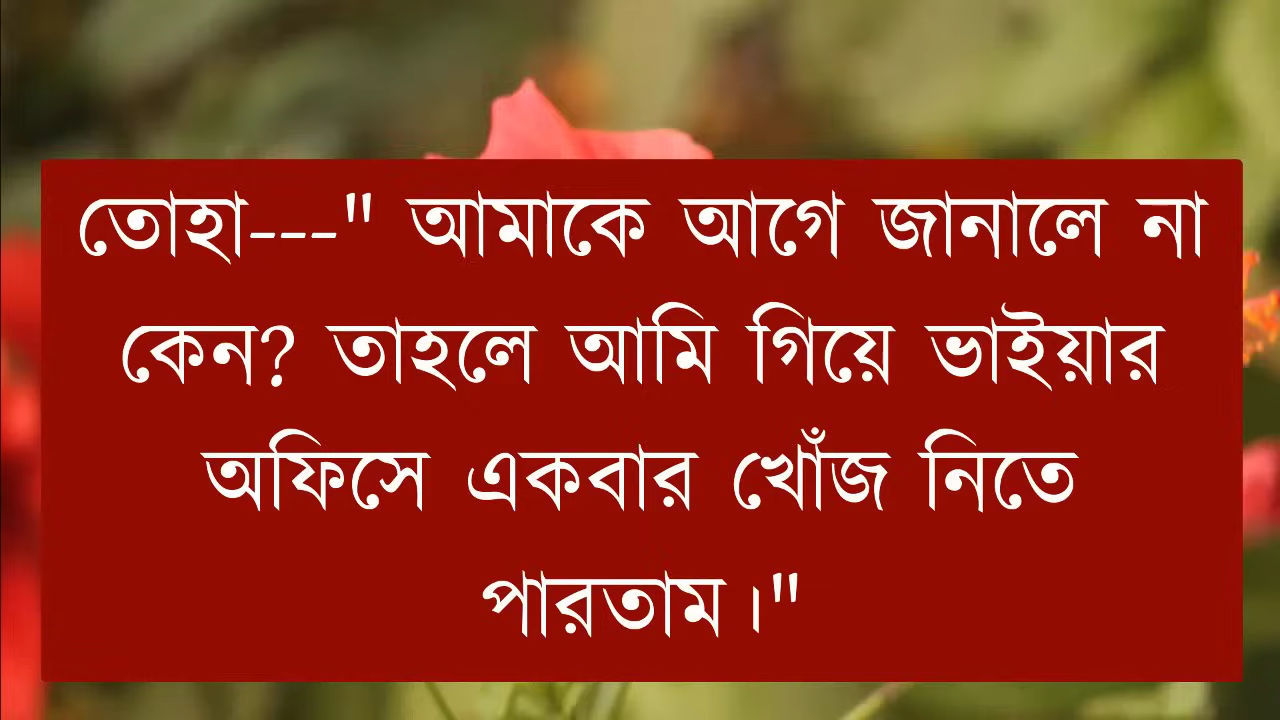 তোহা---" আমাকে আগে জানালে না
কেন? তাহলে আমি গিয়ে ভাইয়ার
অফিসে একবার খোঁজ নিতে
পারতাম।"